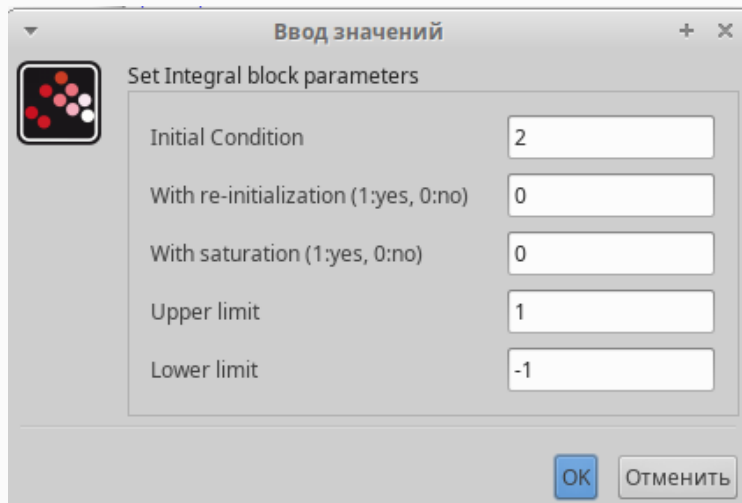 Ввод значений
Set Integral block parameters
Initial Condition 2
With re-initialization (1:yes, 0:no) 0
With saturation (1:yes, 0:no) 0
Upper limit 1
Lower limit -1
OK Отменить